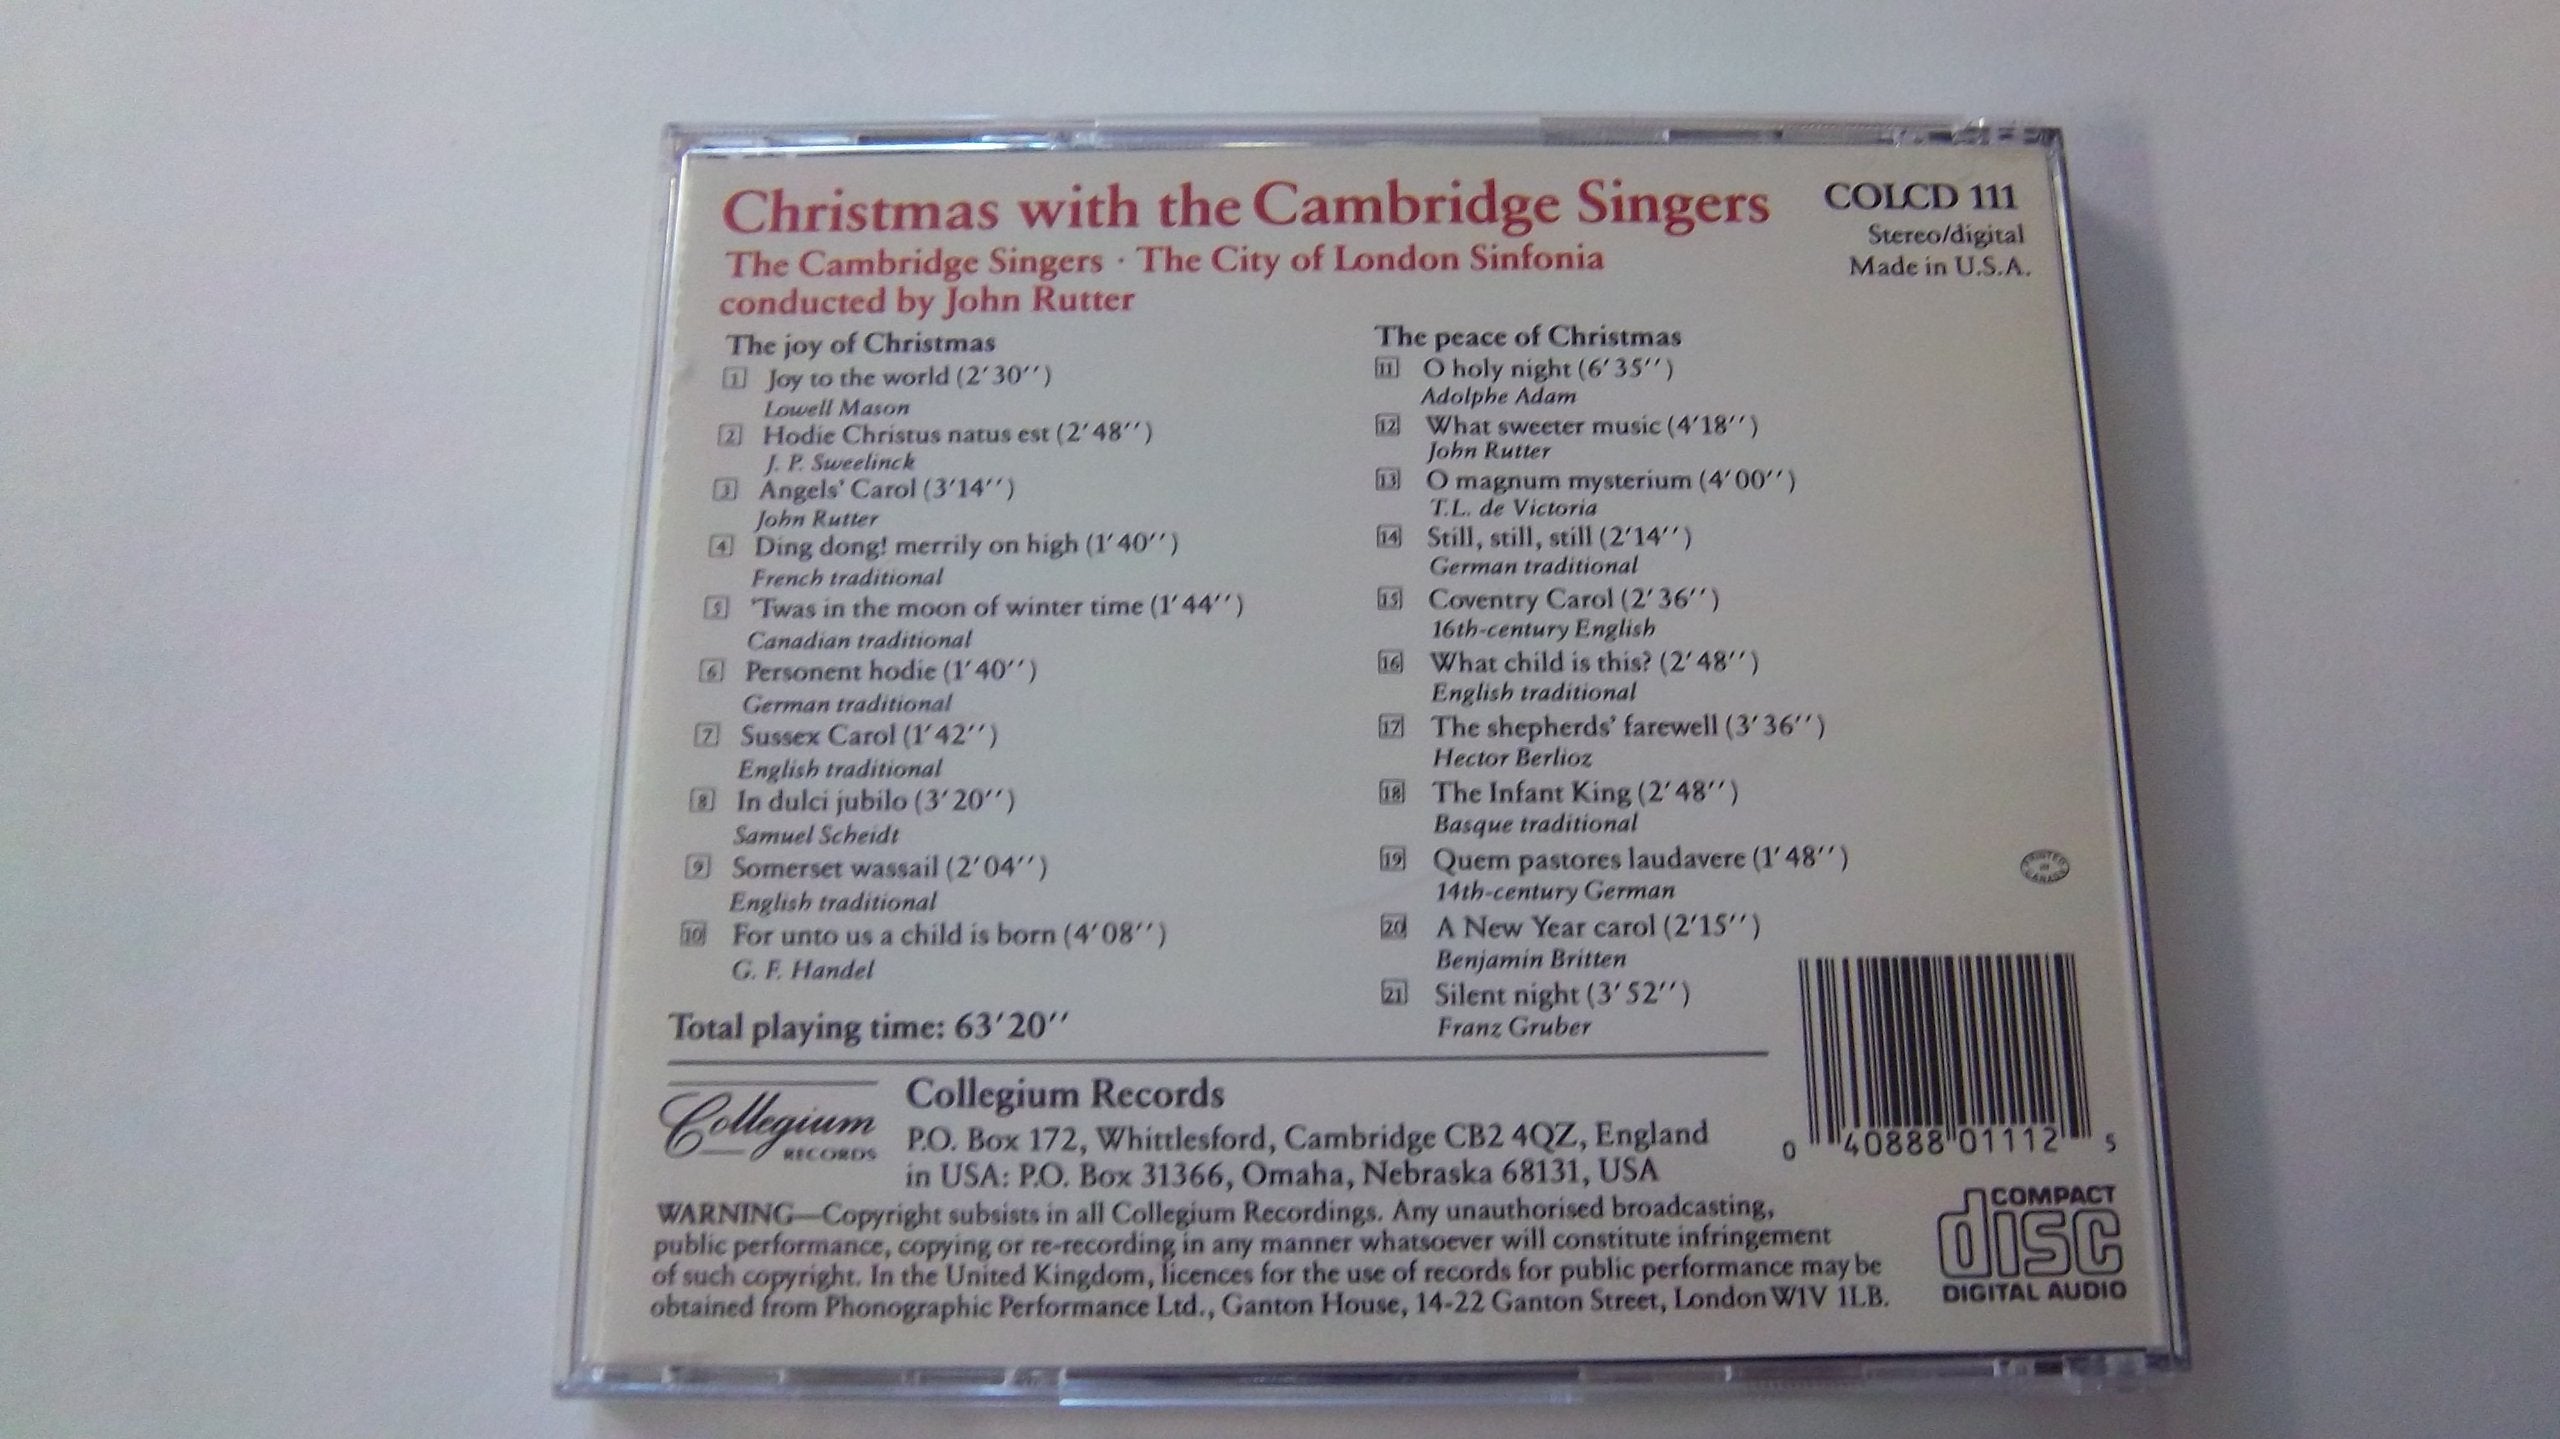 Christmas with the Cambridge Singers
The Cambridge Singers · The City of London Sinfonia
conducted by John Rutter
COLCD 111
Stereo/digital
Made in U.S.A.
The joy of Christmas
1 Joy to the world (2'30'')
Lowell Mason
2 Hodie Christus natus est (2'48'')
J. P. Sweelinck
3 Angels' Carol (3'14'')
John Rutter
4 Ding dong! merrily on high (1'40'')
French traditional
5 'Twas in the moon of winter time (1'44'')
Canadian traditional
6 Personent hodie (1'40'')
German traditional
7 Sussex Carol (1'42'')
English traditional
8 In dulci jubilo (3'20'')
Samuel Scheidt
9 Somerset wassail (2'04'')
English traditional
10 For unto us a child is born (4'08'')
G. F. Handel
Total playing time: 63'20''
The peace of Christmas
11 O holy night (6'35'')
Adolphe Adam
12 What sweeter music (4'18'')
John Rutter
13 O magnum mysterium (4'00'')
T.L. de Victoria
14 Still, still, still (2'14'')
German traditional
15 Coventry Carol (2'36'')
16th-century English
16 What child is this? (2'48'')
English traditional
17 The shepherds' farewell (3'36'')
Hector Berlioz
18 The Infant King (2'48'')
Basque traditional
19 Quem pastores laudavere (1'48'')
14th-century German
20 A New Year carol (2'15'')
Benjamin Britten
21 Silent night (3'52'')
Franz Gruber
PRINTED IN CANADA
0 40888 01112 5
Collegium
RECORDS
Collegium Records
P.O. Box 172, Whittlesford, Cambridge CB2 4QZ, England
in USA: P.O. Box 31366, Omaha, Nebraska 68131, USA
WARNING—Copyright subsists in all Collegium Recordings. Any unauthorised broadcasting,
public performance, copying or re-recording in any manner whatsoever will constitute infringement
of such copyright. In the United Kingdom, licences for the use of records for public performance may be
obtained from Phonographic Performance Ltd., Ganton House, 14-22 Ganton Street, London W1V 1LB.
COMPACT
disc
DIGITAL AUDIO